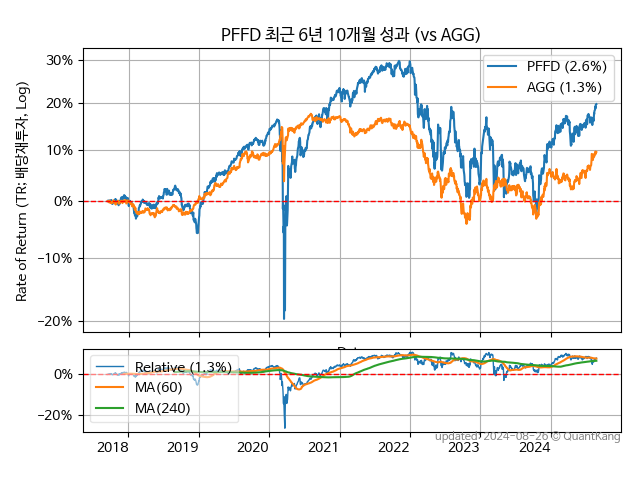 PFFD 최근 6년 10개월 성과 (vs AGG)
Rate of Return (TR: 배당재투자, Log)
30%
20%
10%
0%
−10%
−20%
PFFD (2.6%)
AGG (1.3%)
0%
−20%
Relative (1.3%)
MA(60)
MA(240)
2018 2019 2020 2021 2022 2023 2024
updated: 2024-08-26 © QuantKang